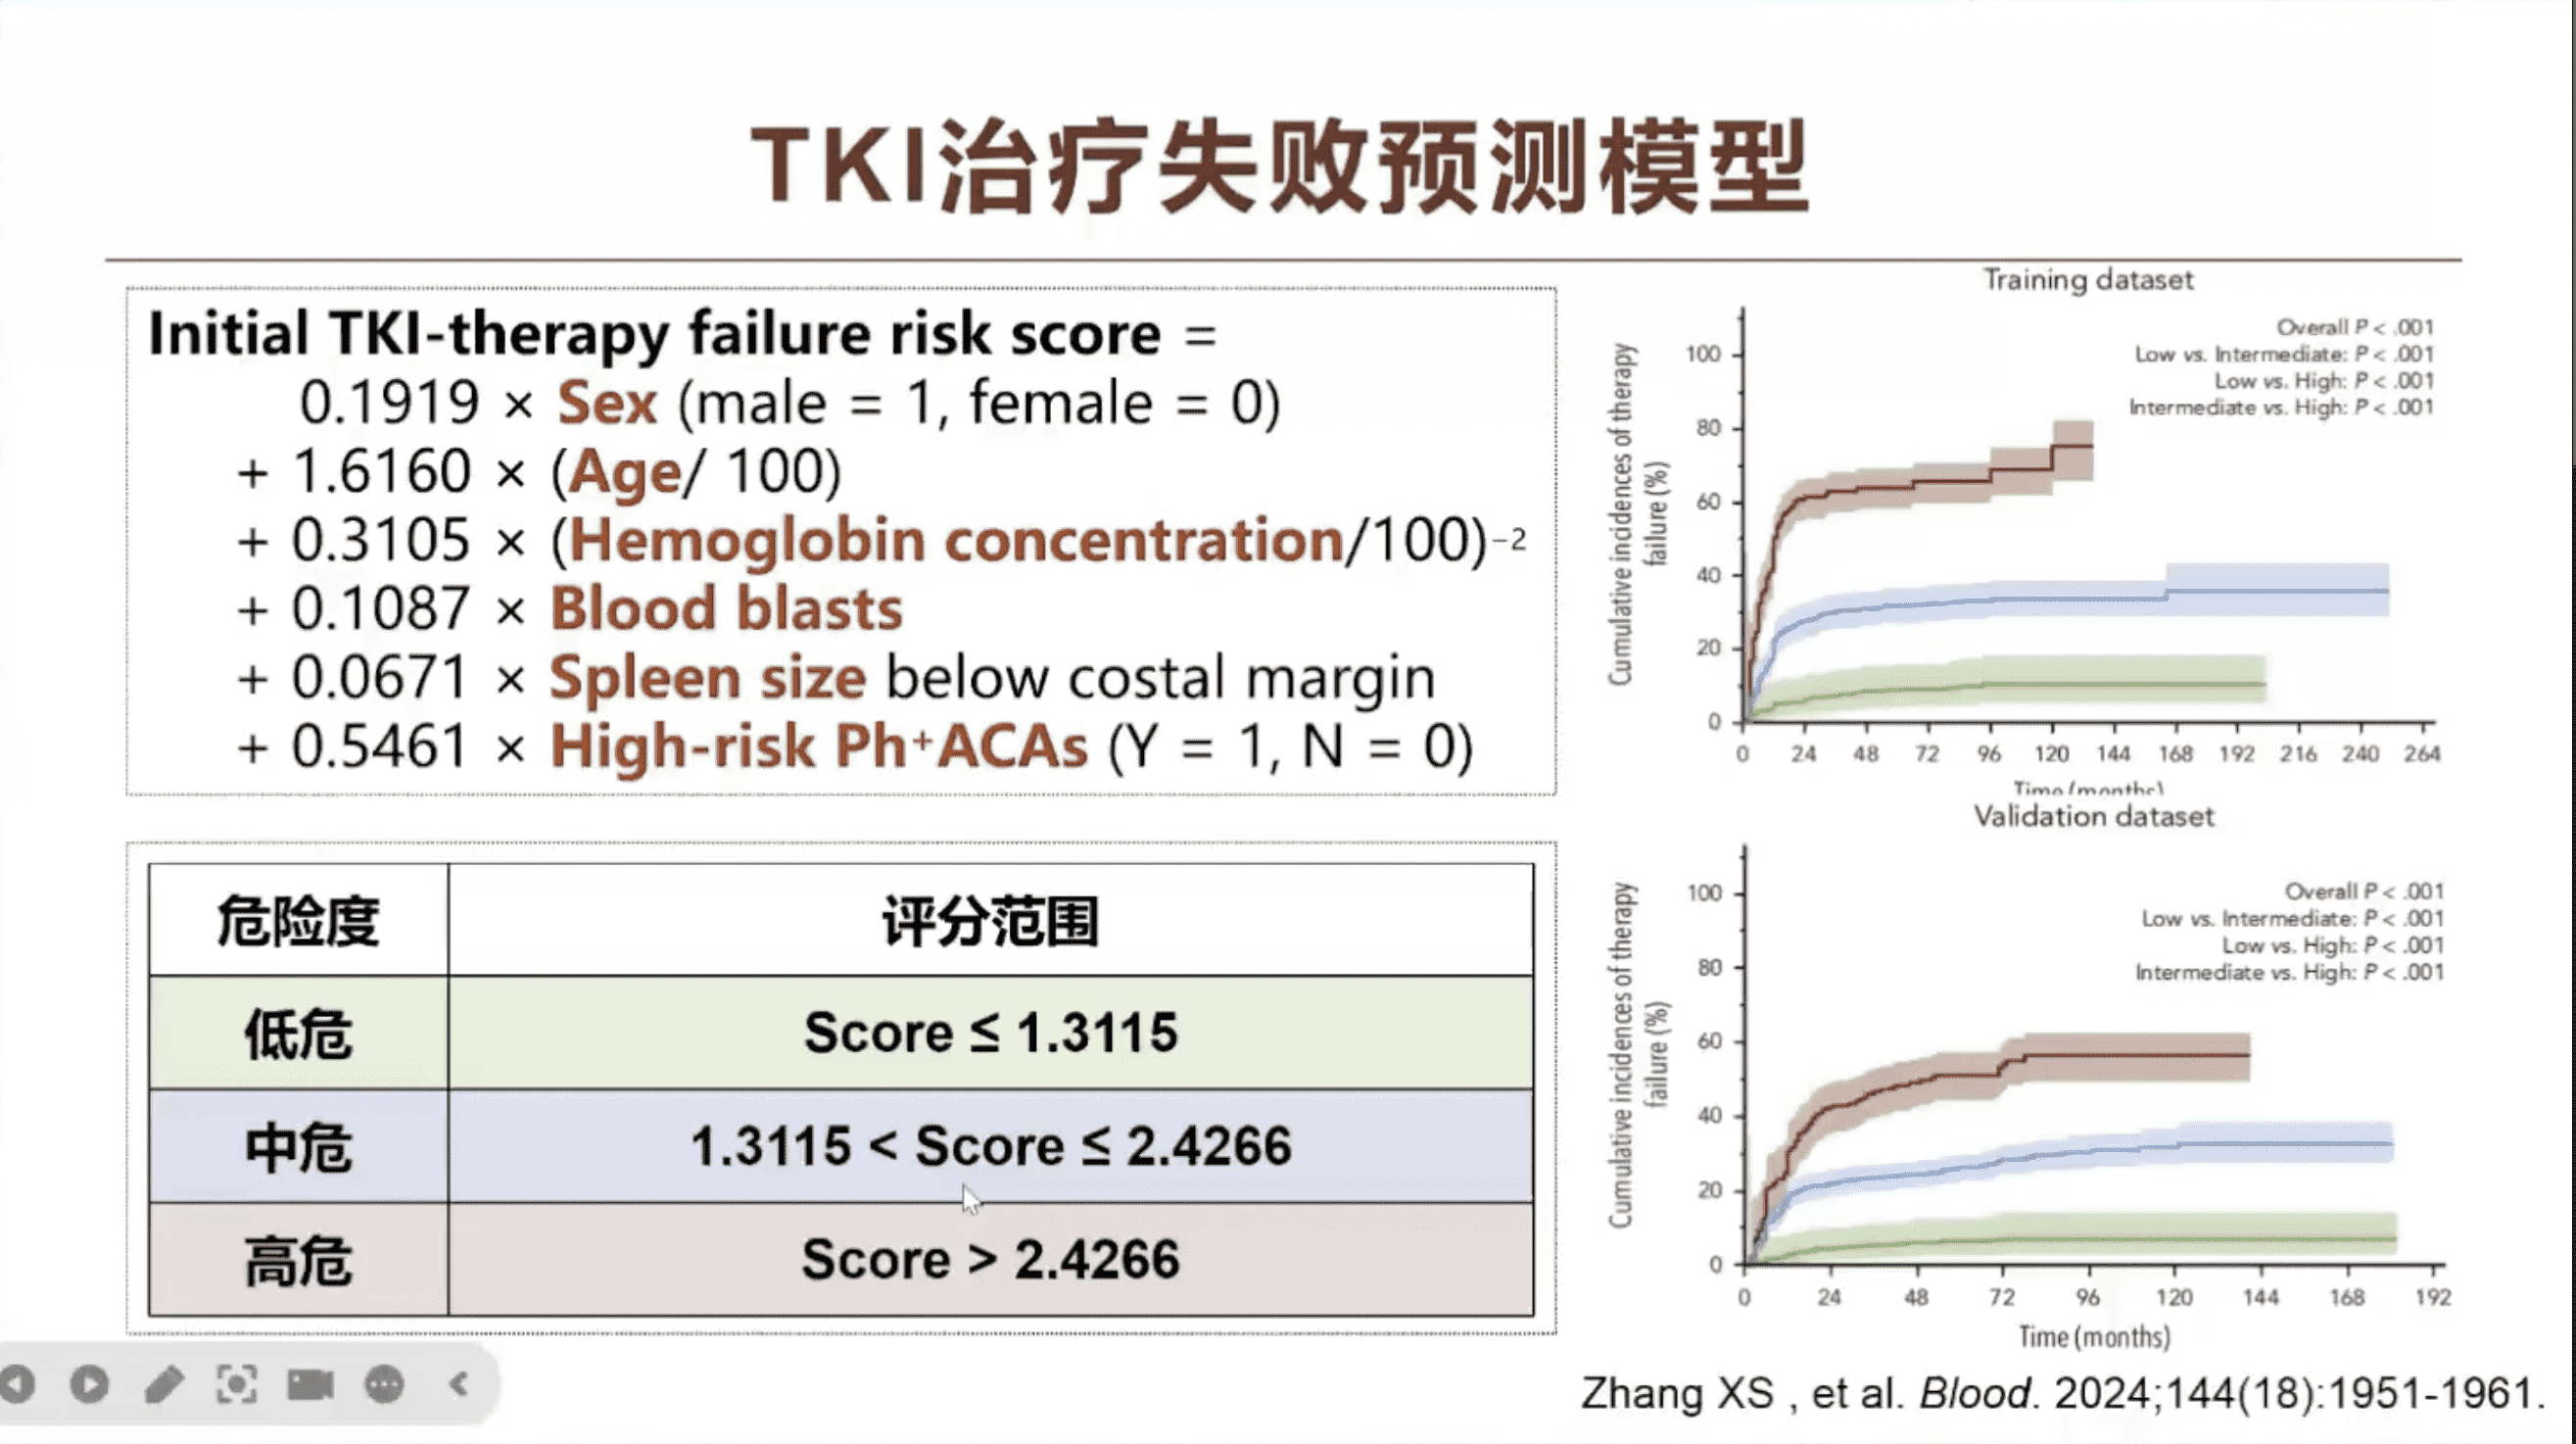 TKI治疗失败预测模型
Initial TKI-therapy failure risk score =
0.1919 × Sex (male = 1, female = 0)
+ 1.6160 × (Age/ 100)
+ 0.3105 × (Hemoglobin concentration/100)⁻²
+ 0.1087 × Blood blasts
+ 0.0671 × Spleen size below costal margin
+ 0.5461 × High-risk Ph⁺ACAs (Y = 1, N = 0)
危险度 评分范围
低危 Score ≤ 1.3115
中危 1.3115 < Score ≤ 2.4266
高危 Score > 2.4266
Training dataset
Overall P < .001
Low vs. Intermediate: P < .001
Low vs. High: P < .001
Intermediate vs. High: P < .001
Cumulative incidences of therapy
failure (%)
100
80
60
40
20
0
0 24 48 72 96 120 144 168 192 216 240 264
Time (months)
Validation dataset
Overall P < .001
Low vs. Intermediate: P < .001
Low vs. High: P < .001
Intermediate vs. High: P < .001
Cumulative incidences of therapy
failure (%)
100
80
60
40
20
0
0 24 48 72 96 120 144 168 192
Time (months)
Zhang XS , et al. Blood. 2024;144(18):1951-1961.